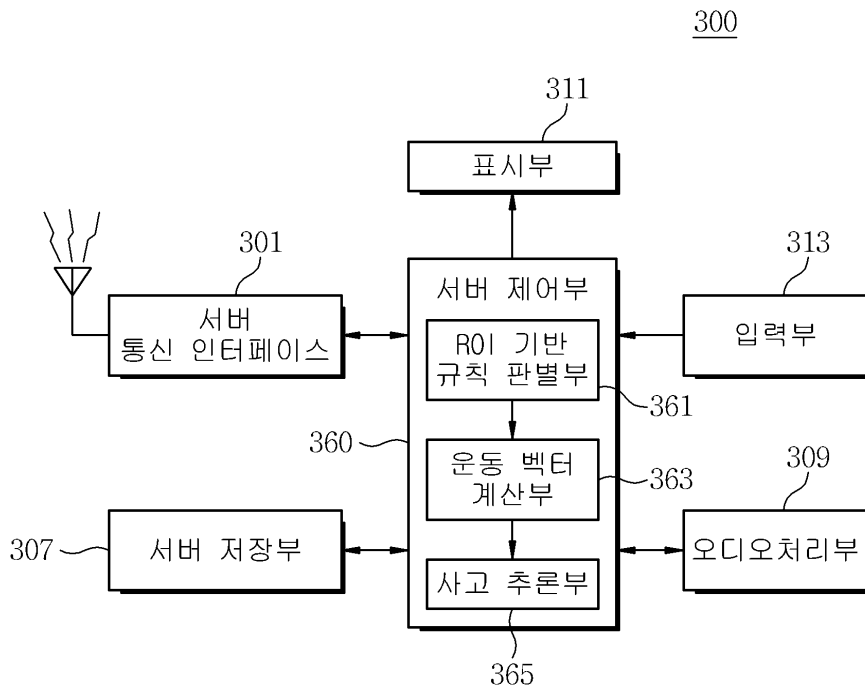 300
311
표시부
301
서버
통신 인터페이스
서버 제어부
313
입력부
ROI 기반
규칙 판별부
361
360
운동 벡터
계산부
363
309
오디오처리부
307
서버 저장부
사고 추론부
365